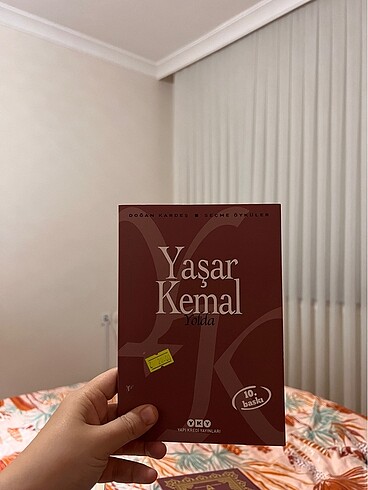 DOĞAN KARDEŞ & SEÇME ÖYKÜLER
Yaşar
Kemal
Yolda
10.
baskı
YKY
YAPI KREDİ YAYINLARI